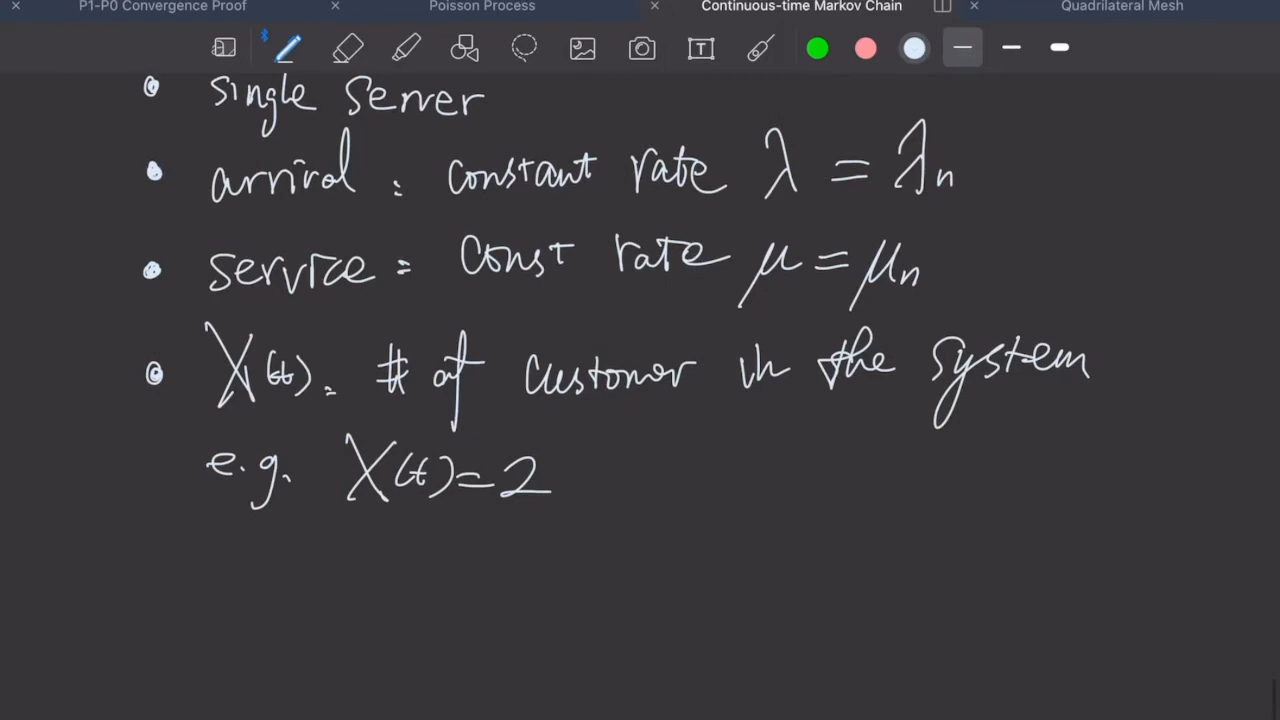 P1-P0 Convergence Proof Poisson Process Continuous-time Markov Chain Quadrilateral Mesh
• single server
• arrival : constant rate λ = λn
• service : const rate μ = μn
• X(t) : # of customer in the system
e.g. X(t)=2